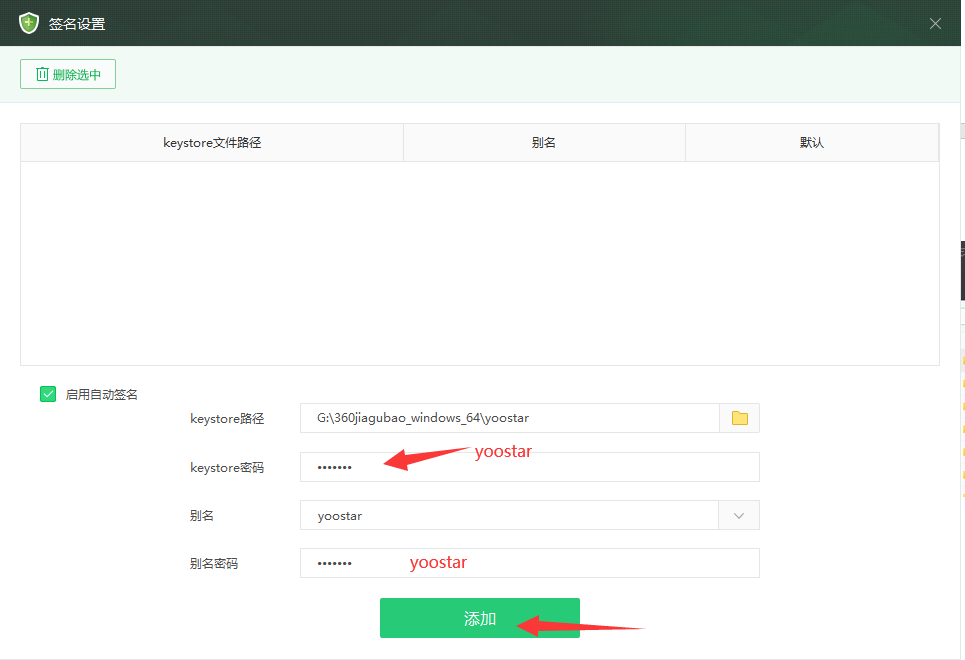 签名设置
删除选中
keystore文件路径 别名 默认
启用自动签名
keystore路径 G:\360jiagubao_windows_64\yoostar
keystore密码 ••••••• yoostar
别名 yoostar
别名密码 ••••••• yoostar
添加